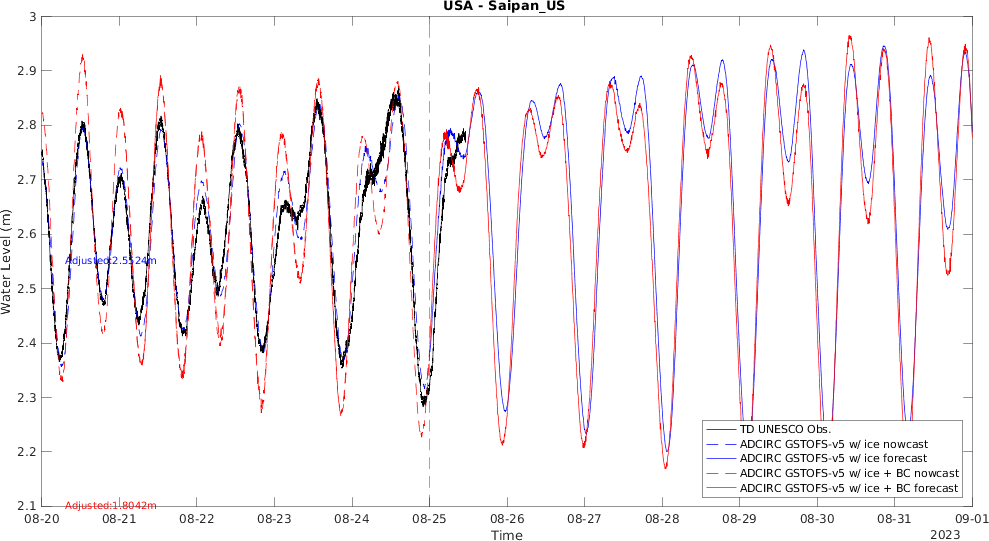 USA - Saipan_US
3
2.9
2.8
2.7
2.6
2.5
2.4
2.3
2.2
2.1
Water Level (m)
Adjusted:2.5524m
Adjusted:1.8042m
TD UNESCO Obs.
ADCIRC GSTOFS-v5 w/ ice nowcast
ADCIRC GSTOFS-v5 w/ ice forecast
ADCIRC GSTOFS-v5 w/ ice + BC nowcast
ADCIRC GSTOFS-v5 w/ ice + BC forecast
08-20 08-21 08-22 08-23 08-24 08-25 08-26 08-27 08-28 08-29 08-30 08-31 09-01
Time
2023